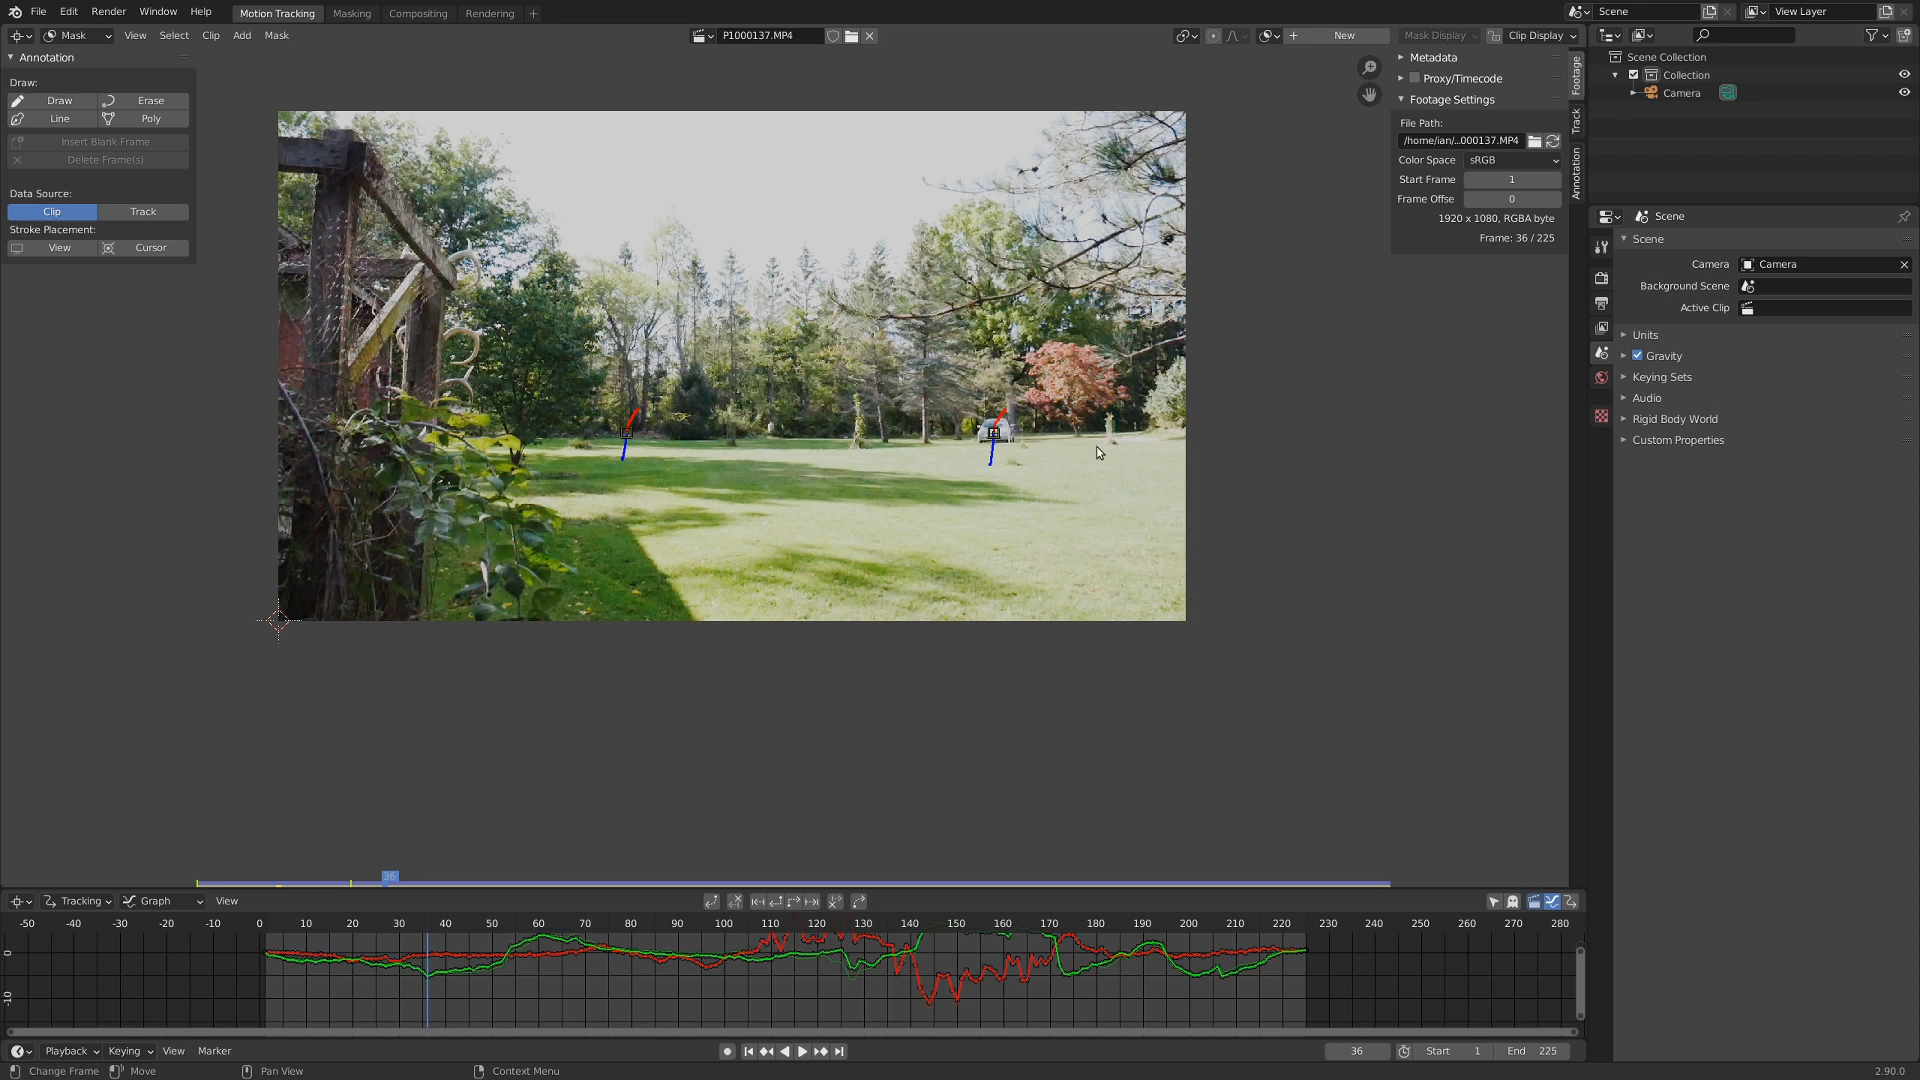 File Edit Render Window Help Motion Tracking Masking Compositing Rendering + Scene View Layer
Mask View Select Clip Add Mask P1000137.MP4 New Mask Display Clip Display
Annotation
Draw:
Draw Erase
Line Poly
Insert Blank Frame
Delete Frame(s)
Data Source:
Clip Track
Stroke Placement:
View Cursor
Metadata
Proxy/Timecode
Footage Settings
File Path:
/home/ian/...000137.MP4
Color Space sRGB
Start Frame 1
Frame Offse 0
1920 x 1080, RGBA byte
Frame: 36 / 225
Footage
Track
Annotation
Scene Collection
Collection
Camera
Scene
Scene
Camera Camera
Background Scene
Active Clip
Units
Gravity
Keying Sets
Audio
Rigid Body World
Custom Properties
36
Tracking Graph View
-50 -40 -30 -20 -10 0 10 20 30 40 50 60 70 80 90 100 110 120 130 140 150 160 170 180 190 200 210 220 230 240 250 260 270 280
0
-10
Playback Keying View Marker 36 Start 1 End 225
Change Frame Move Pan View Context Menu 2.90.0